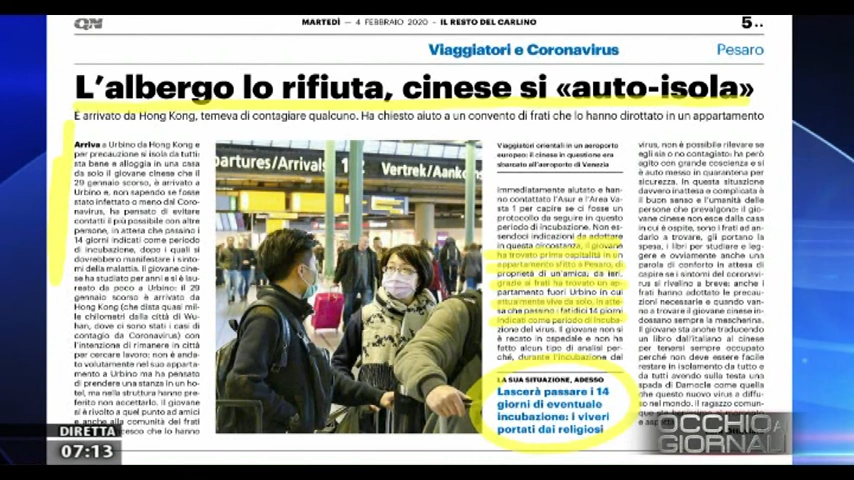 QN
MARTEDÌ — 4 FEBBRAIO 2020 – IL RESTO DEL CARLINO
5..
Viaggiatori e Coronavirus
Pesaro
L'albergo lo rifiuta, cinese si «auto-isola»
È arrivato da Hong Kong, temeva di contagiare qualcuno. Ha chiesto aiuto a un convento di frati che lo hanno dirottato in un appartamento
Arriva a Urbino da Hong Kong e
per precauzione si isola da tutti:
sta bene e alloggia in una casa
da solo il giovane cinese che il
29 gennaio scorso, è arrivato a
Urbino e, non sapendo se fosse
stato infettato o meno dal Coro-
navirus, ha pensato di evitare
contatti il più possibile con altre
persone, in attesa che passino i
14 giorni indicati come periodo
di incubazione, dopo i quali si
dovrebbero manifestare i sinto-
mi della malattia. Il giovane cine-
se ha studiato per anni e si è lau-
reato da poco a Urbino: il 29
gennaio scorso è arrivato da
Hong Kong (che dista quasi mil-
le chilometri dalla città di Wu-
han, dove ci sono stati i casi di
contagio da Coronavirus) con
l'intenzione di rimanere in città
per cercare lavoro: non è anda-
to volutamente nel suo apparta-
mento a Urbino ma ha pensato
di prendere una stanza in un ho-
tel, ma nella struttura hanno pre-
ferito non accettarlo. Il giovane
si è rivolto a quel punto ad amici
e anche alla comunità dei frati
cesco che lo hanno
partures/Arrivals 1
Vertrek/Aankom
Viaggiatori orientali in un aeroporto
europeo: il cinese in questione era
sbarcato all'aeroporto di Venezia
immediatamente aiutato e han-
no contattato l'Asur e l'Area Va-
sta 1 per capire se ci fosse un
protocollo da seguire in questo
periodo di incubazione. Non es-
sendoci indicazioni da adottare
in questa circostanza, il giovane
ha trovato prima ospitalità in un
appartamento sfitto a Pesaro, di
proprietà di un'amica; da ieri,
grazie ai frati ha trovato un ap-
partamento fuori Urbino in cui
attualmente vive da solo, in atte-
sa che passino i fatidici 14 giorni
indicati come periodo di incuba-
zione del virus. Il giovane non si
è recato in ospedale e non ha
fatto alcun tipo di analisi per-
ché, durante l'incubazione del
LA SUA SITUAZIONE, ADESSO
Lascerà passare i 14
giorni di eventuale
incubazione: i viveri
portati dai religiosi
virus, non è possibile rilevare se
egli sia o no contagioso: ha però
agito con grande coscienza e si
è auto messo in quarantena per
sicurezza. In questa situazione
davvero inattesa e complicata è
il buon senso e l'umanità delle
persone che prevalgono: il gio-
vane cinese non esce dalla casa
in cui è ospite, sono i frati ad an-
darlo a trovare, gli portano la
spesa, i libri per studiare e leg-
gere e ovviamente anche una
parola di conforto in attesa di
capire se i sintomi del coronavi-
rus si rivelino a breve; anche i
frati hanno adottato le precau-
zioni necessarie e quando van-
no a trovare il giovane cinese in-
dossano sempre la mascherina.
Il giovane sta anche traducendo
un libro dall'italiano al cinese
per tenersi sempre occupato
perché non deve essere facile
restare in isolamento da tutto e
da tutti avendo sulla testa una
spada di Damocle come quella
che questo nuovo virus a diffu-
so nel mondo. Il ragazzo comun-
que sta
DIRETTA
07:13
OCCHIO AI
GIORNALI